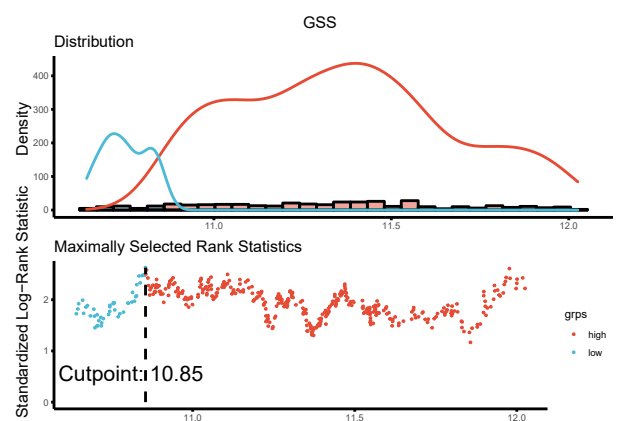 GSS
Distribution
Density
400
300
200
100
0
11.0
11.5
12.0
Maximally Selected Rank Statistics
Standardized Log−Rank Statistic
2
1
0
Cutpoint: 10.85
11.0
11.5
12.0
grps
high
low